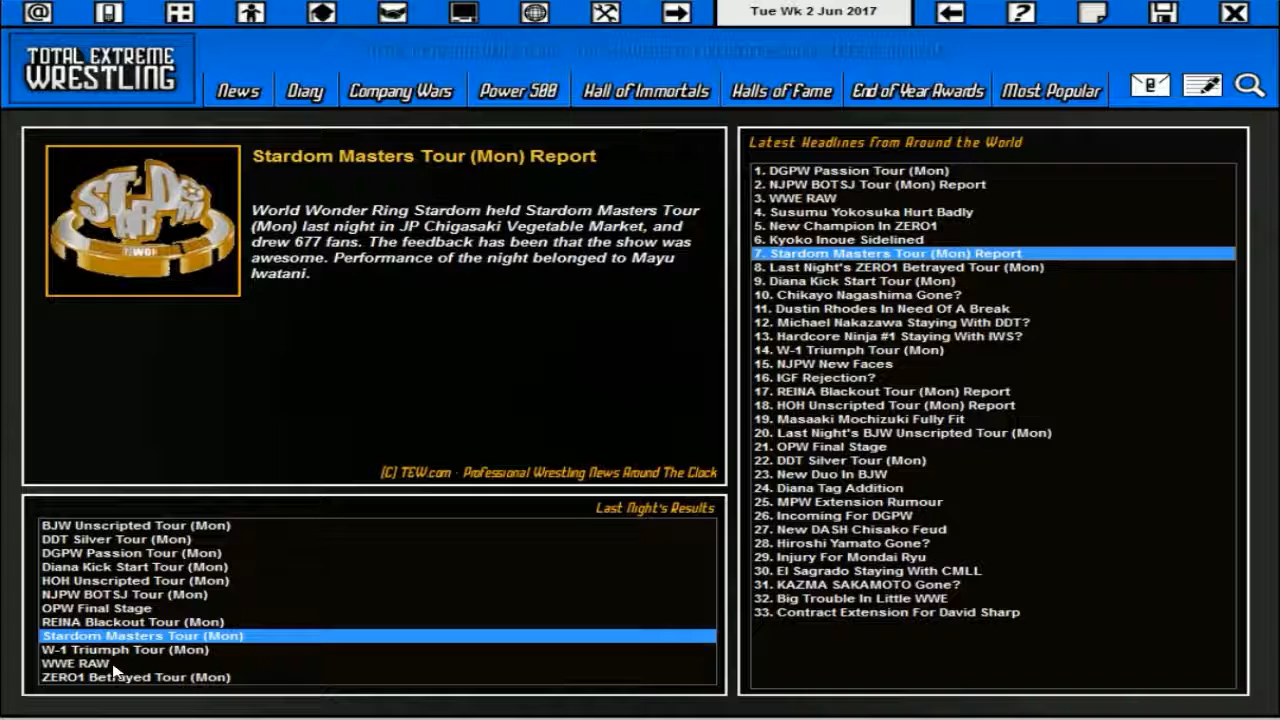 Tue Wk 2 Jun 2017
TOTAL EXTREME
WRESTLING
News
Diary
Company Wars
Power 500
Hall of Immortals
Halls of Fame
End of Year Awards
Most Popular
Stardom Masters Tour (Mon) Report
World Wonder Ring Stardom held Stardom Masters Tour
(Mon) last night in JP Chigasaki Vegetable Market, and
drew 677 fans. The feedback has been that the show was
awesome. Performance of the night belonged to Mayu
Iwatani.
(C) TEW.com - Professional Wrestling News Around The Clock
Last Night's Results
BJW Unscripted Tour (Mon)
DDT Silver Tour (Mon)
DGPW Passion Tour (Mon)
Diana Kick Start Tour (Mon)
HOH Unscripted Tour (Mon)
NJPW BOTSJ Tour (Mon)
OPW Final Stage
REINA Blackout Tour (Mon)
Stardom Masters Tour (Mon)
W-1 Triumph Tour (Mon)
WWE RAW
ZERO1 Betrayed Tour (Mon)
Latest Headlines From Around the World
1. DGPW Passion Tour (Mon)
2. NJPW BOTSJ Tour (Mon) Report
3. WWE RAW
4. Susumu Yokosuka Hurt Badly
5. New Champion In ZERO1
6. Kyoko Inoue Sidelined
7. Stardom Masters Tour (Mon) Report
8. Last Night's ZERO1 Betrayed Tour (Mon)
9. Diana Kick Start Tour (Mon)
10. Chikayo Nagashima Gone?
11. Dustin Rhodes In Need Of A Break
12. Michael Nakazawa Staying With DDT?
13. Hardcore Ninja #1 Staying With IWS?
14. W-1 Triumph Tour (Mon)
15. NJPW New Faces
16. IGF Rejection?
17. REINA Blackout Tour (Mon) Report
18. HOH Unscripted Tour (Mon) Report
19. Masaaki Mochizuki Fully Fit
20. Last Night's BJW Unscripted Tour (Mon)
21. OPW Final Stage
22. DDT Silver Tour (Mon)
23. New Duo In BJW
24. Diana Tag Addition
25. MPW Extension Rumour
26. Incoming For DGPW
27. New DASH Chisako Feud
28. Hiroshi Yamato Gone?
29. Injury For Mondai Ryu
30. El Sagrado Staying With CMLL
31. KAZMA SAKAMOTO Gone?
32. Big Trouble In Little WWE
33. Contract Extension For David Sharp